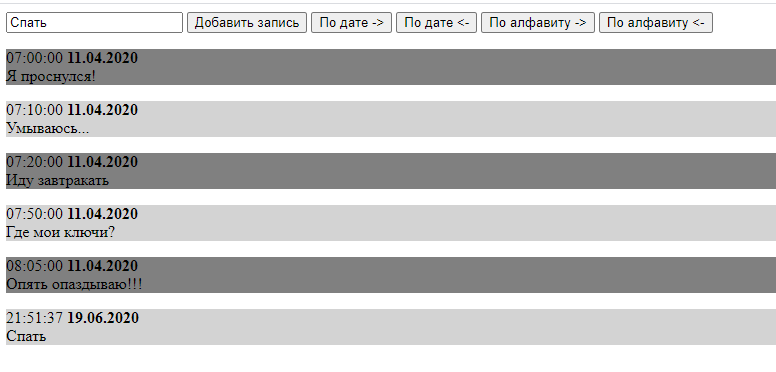 Спать Добавить запись По дате -> По дате <- По алфавиту -> По алфавиту <-
07:00:00 11.04.2020
Я проснулся!
07:10:00 11.04.2020
Умываюсь...
07:20:00 11.04.2020
Иду завтракать
07:50:00 11.04.2020
Где мои ключи?
08:05:00 11.04.2020
Опять опаздываю!!!
21:51:37 19.06.2020
Спать